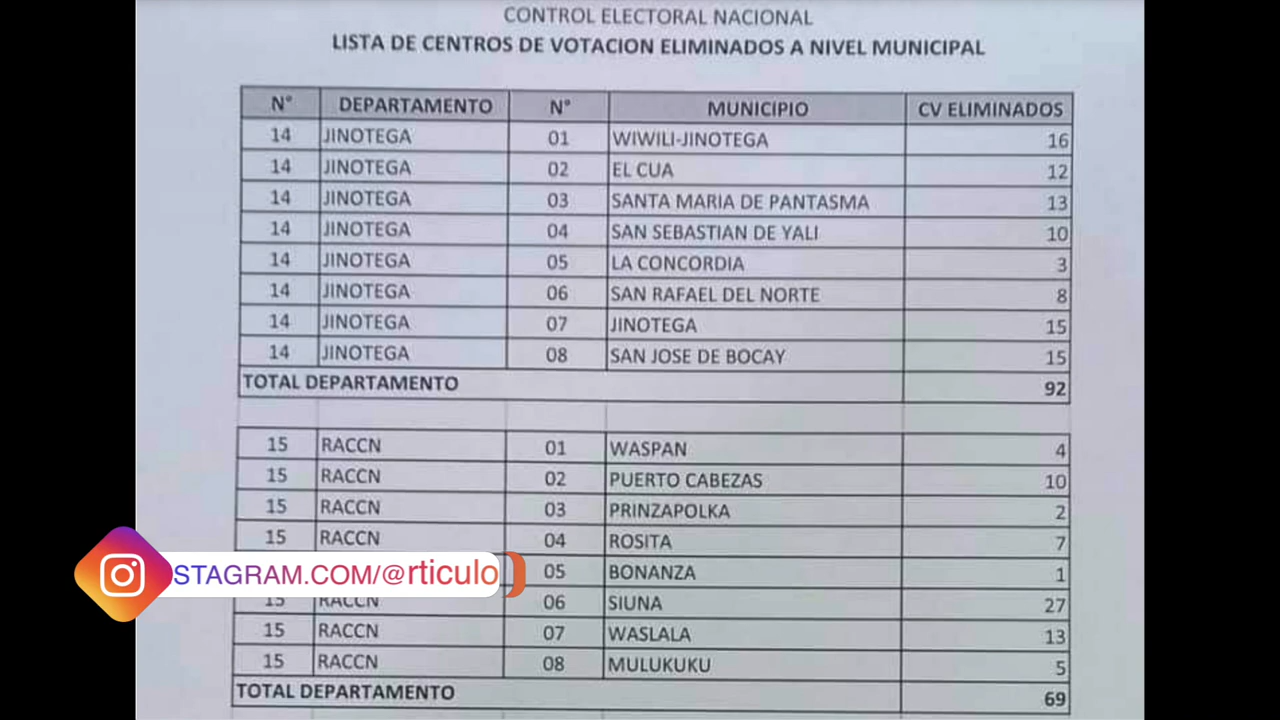 CONTROL ELECTORAL NACIONAL
LISTA DE CENTROS DE VOTACION ELIMINADOS A NIVEL MUNICIPAL
N° DEPARTAMENTO N° MUNICIPIO CV ELIMINADOS
14 JINOTEGA 01 WIWILI-JINOTEGA 16
14 JINOTEGA 02 EL CUA 12
14 JINOTEGA 03 SANTA MARIA DE PANTASMA 13
14 JINOTEGA 04 SAN SEBASTIAN DE YALI 10
14 JINOTEGA 05 LA CONCORDIA 3
14 JINOTEGA 06 SAN RAFAEL DEL NORTE 8
14 JINOTEGA 07 JINOTEGA 15
14 JINOTEGA 08 SAN JOSE DE BOCAY 15
TOTAL DEPARTAMENTO 92
15 RACCN 01 WASPAN 4
15 RACCN 02 PUERTO CABEZAS 10
15 RACCN 03 PRINZAPOLKA 2
15 RACCN 04 ROSITA 7
05 BONANZA 1
STAGRAM.COM/@rticulo
15 RACCN 06 SIUNA 27
15 RACCN 07 WASLALA 13
15 RACCN 08 MULUKUKU 5
TOTAL DEPARTAMENTO 69